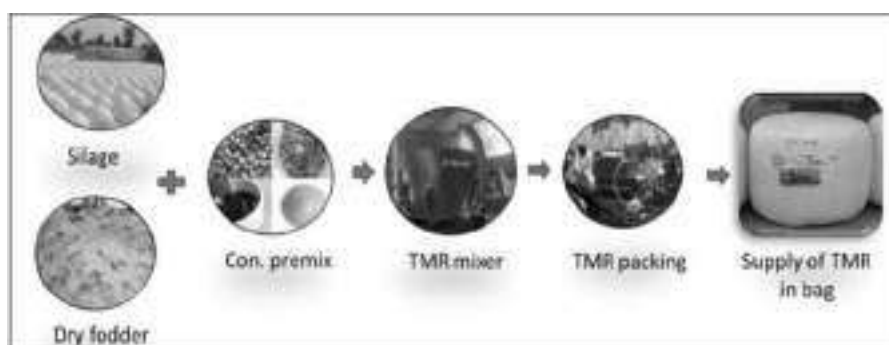 Silage
Dry fodder
Con. premix
TMR mixer
TMR packing
Supply of TMR
in bag